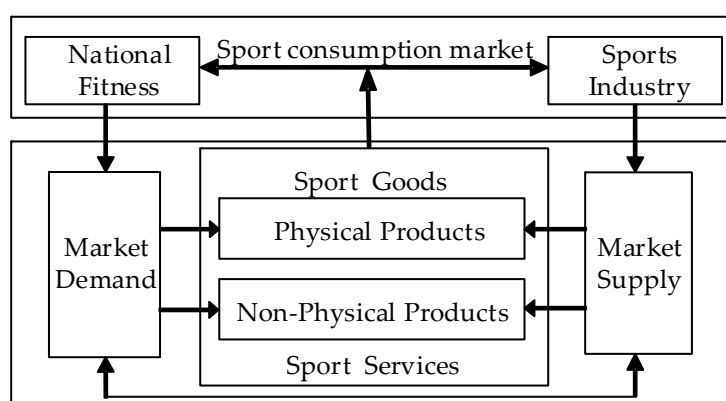 National
Fitness
Sport consumption market
Sports
Industry
Sport Goods
Market
Demand
Physical Products
Non-Physical Products
Market
Supply
Sport Services